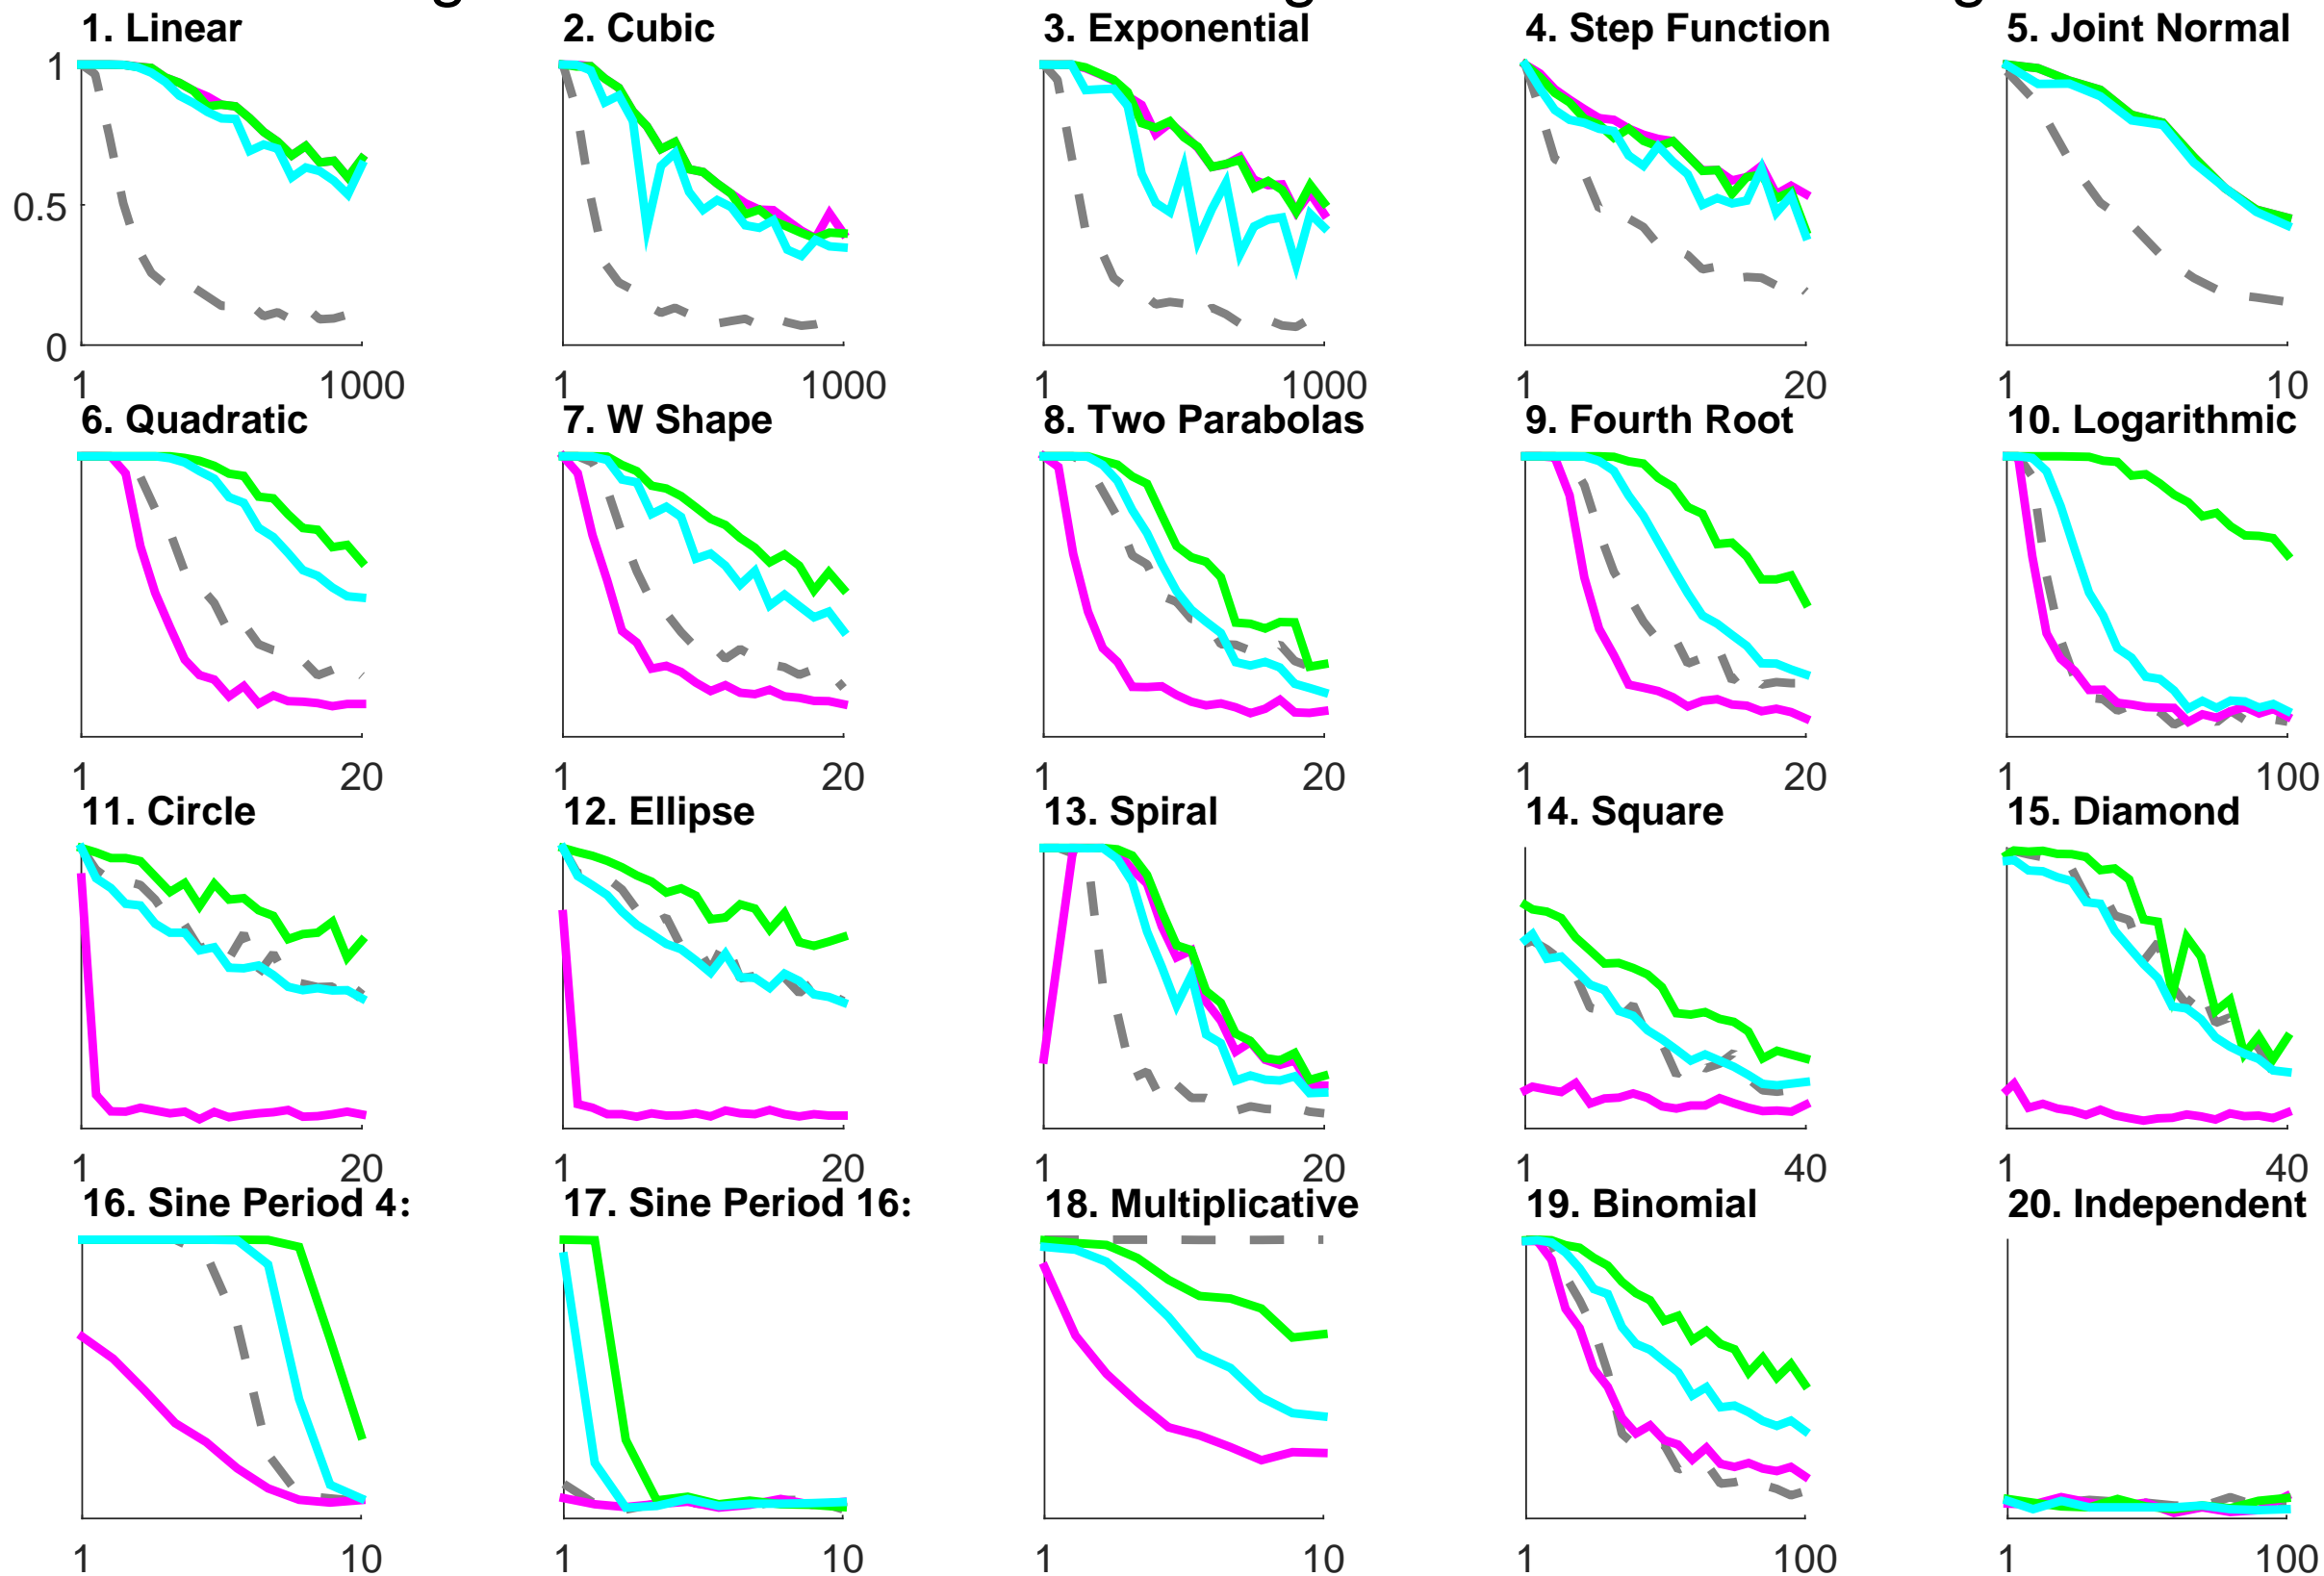 1. Linear 2. Cubic 3. Exponential 4. Step Function 5. Joint Normal
1
0.5
0
1 1000 1 1000 1 1000 1 20 1 10
6. Quadratic 7. W Shape 8. Two Parabolas 9. Fourth Root 10. Logarithmic
1 20 1 20 1 20 1 20 1 100
11. Circle 12. Ellipse 13. Spiral 14. Square 15. Diamond
1 20 1 20 1 20 1 40 1 40
16. Sine Period 4: 17. Sine Period 16: 18. Multiplicative 19. Binomial 20. Independent
1 10 1 10 1 10 1 100 1 100